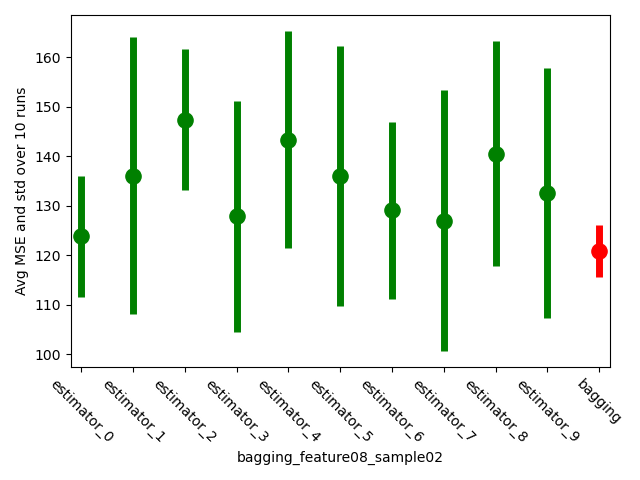 Avg MSE and std over 10 runs
160
150
140
130
120
110
100
estimator_0
estimator_1
estimator_2
estimator_3
estimator_4
estimator_5
estimator_6
estimator_7
estimator_8
estimator_9
bagging
bagging_feature08_sample02